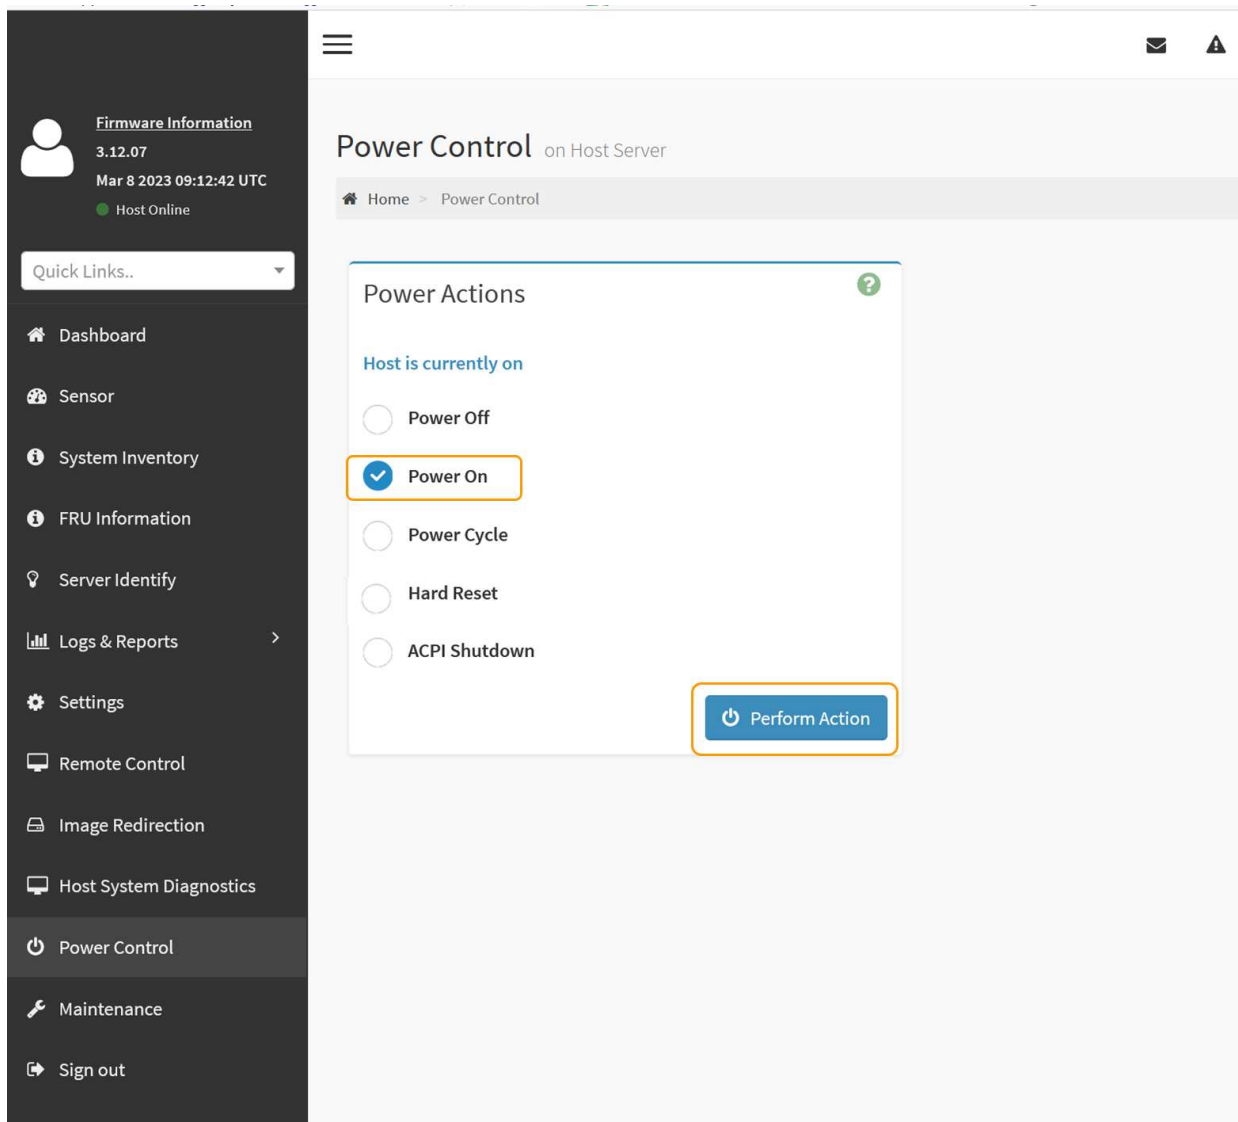 Firmware Information
3.12.07
Mar 8 2023 09:12:42 UTC
Host Online
Quick Links..
Dashboard
Sensor
System Inventory
FRU Information
Server Identify
Logs & Reports
Settings
Remote Control
Image Redirection
Host System Diagnostics
Power Control
Maintenance
Sign out
Power Control on Host Server
Home > Power Control
Power Actions
Host is currently on
Power Off
Power On
Power Cycle
Hard Reset
ACPI Shutdown
Perform Action